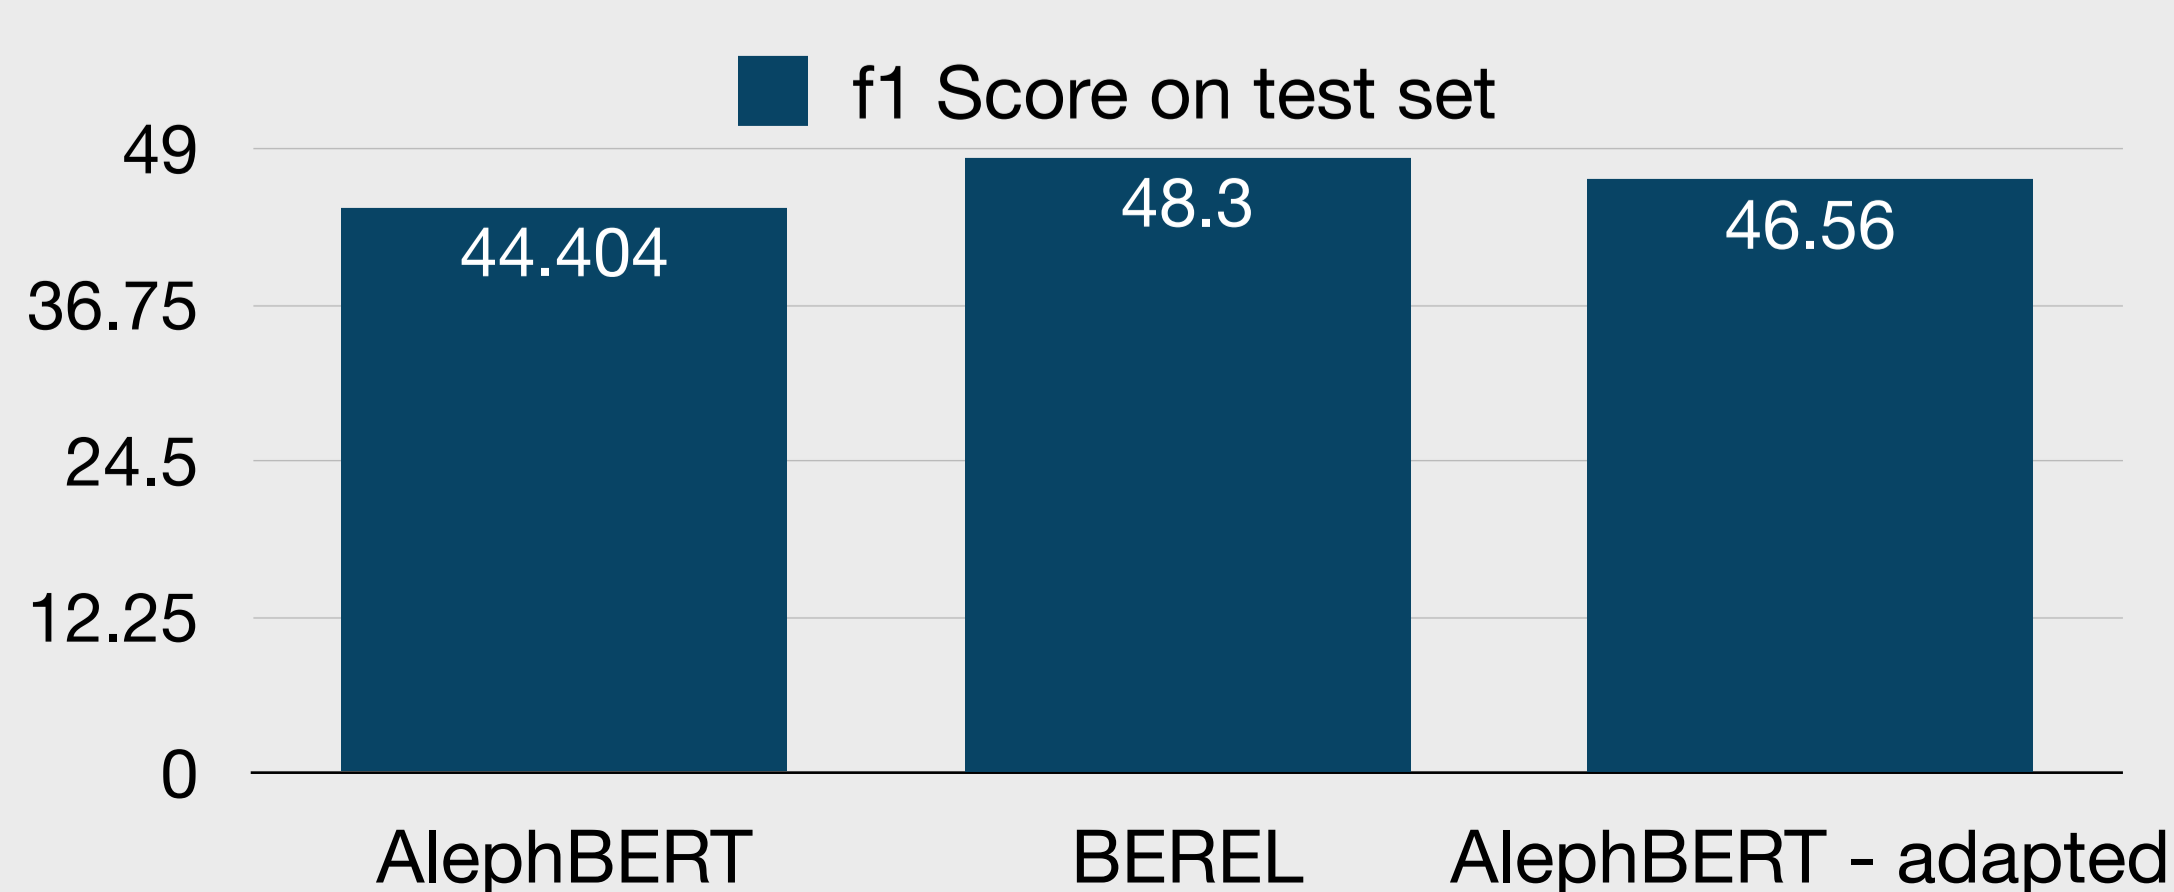 f1 Score on test set
49
36.75
24.5
12.25
0
44.404
48.3
46.56
AlephBERT
BEREL
AlephBERT - adapted